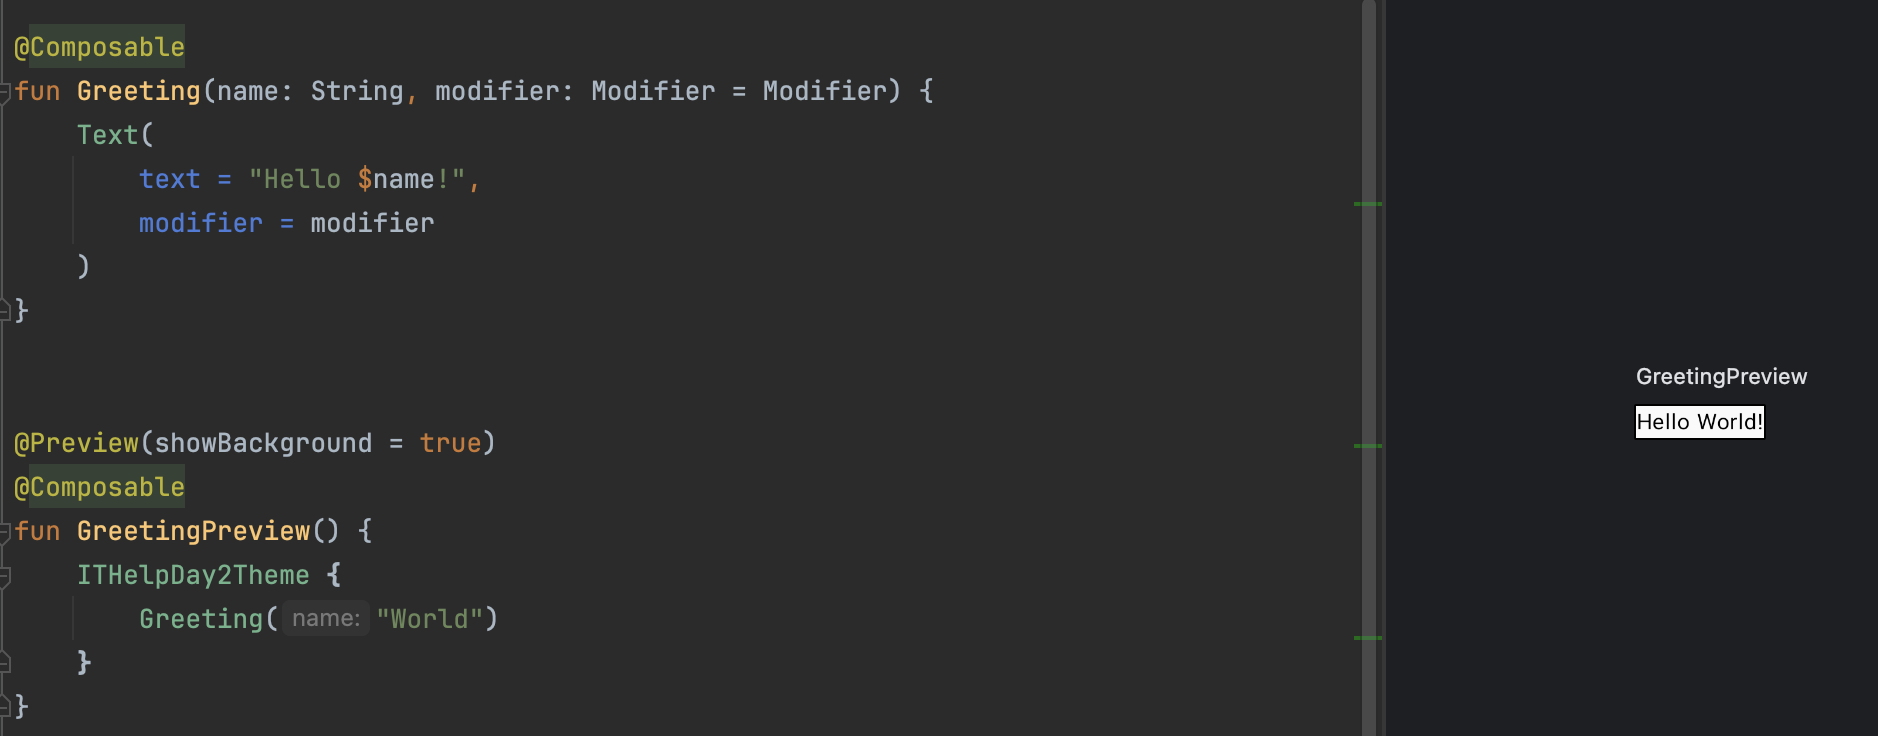 @Composable
fun Greeting(name: String, modifier: Modifier = Modifier) {
    Text(
        text = "Hello $name!",
        modifier = modifier
    )
}
@Preview(showBackground = true)
@Composable
fun GreetingPreview() {
    ITHelpDay2Theme {
        Greeting( name: "World")
    }
}
GreetingPreview
Hello World!